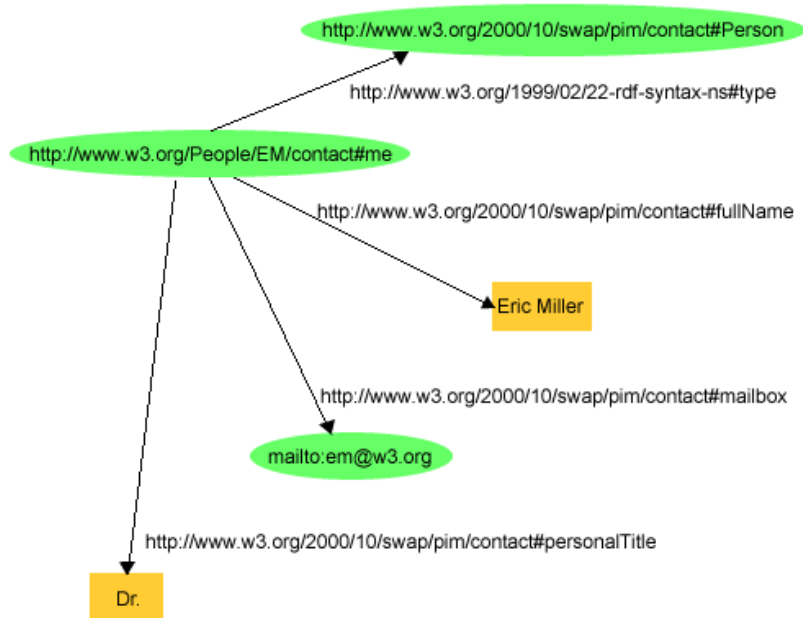 http://www.w3.org/2000/10/swap/pim/contact#Person
http://www.w3.org/1999/02/22-rdf-syntax-ns#type
http://www.w3.org/People/EM/contact#me
http://www.w3.org/2000/10/swap/pim/contact#fullName
Eric Miller
http://www.w3.org/2000/10/swap/pim/contact#mailbox
mailto:em@w3.org
http://www.w3.org/2000/10/swap/pim/contact#personalTitle
Dr.